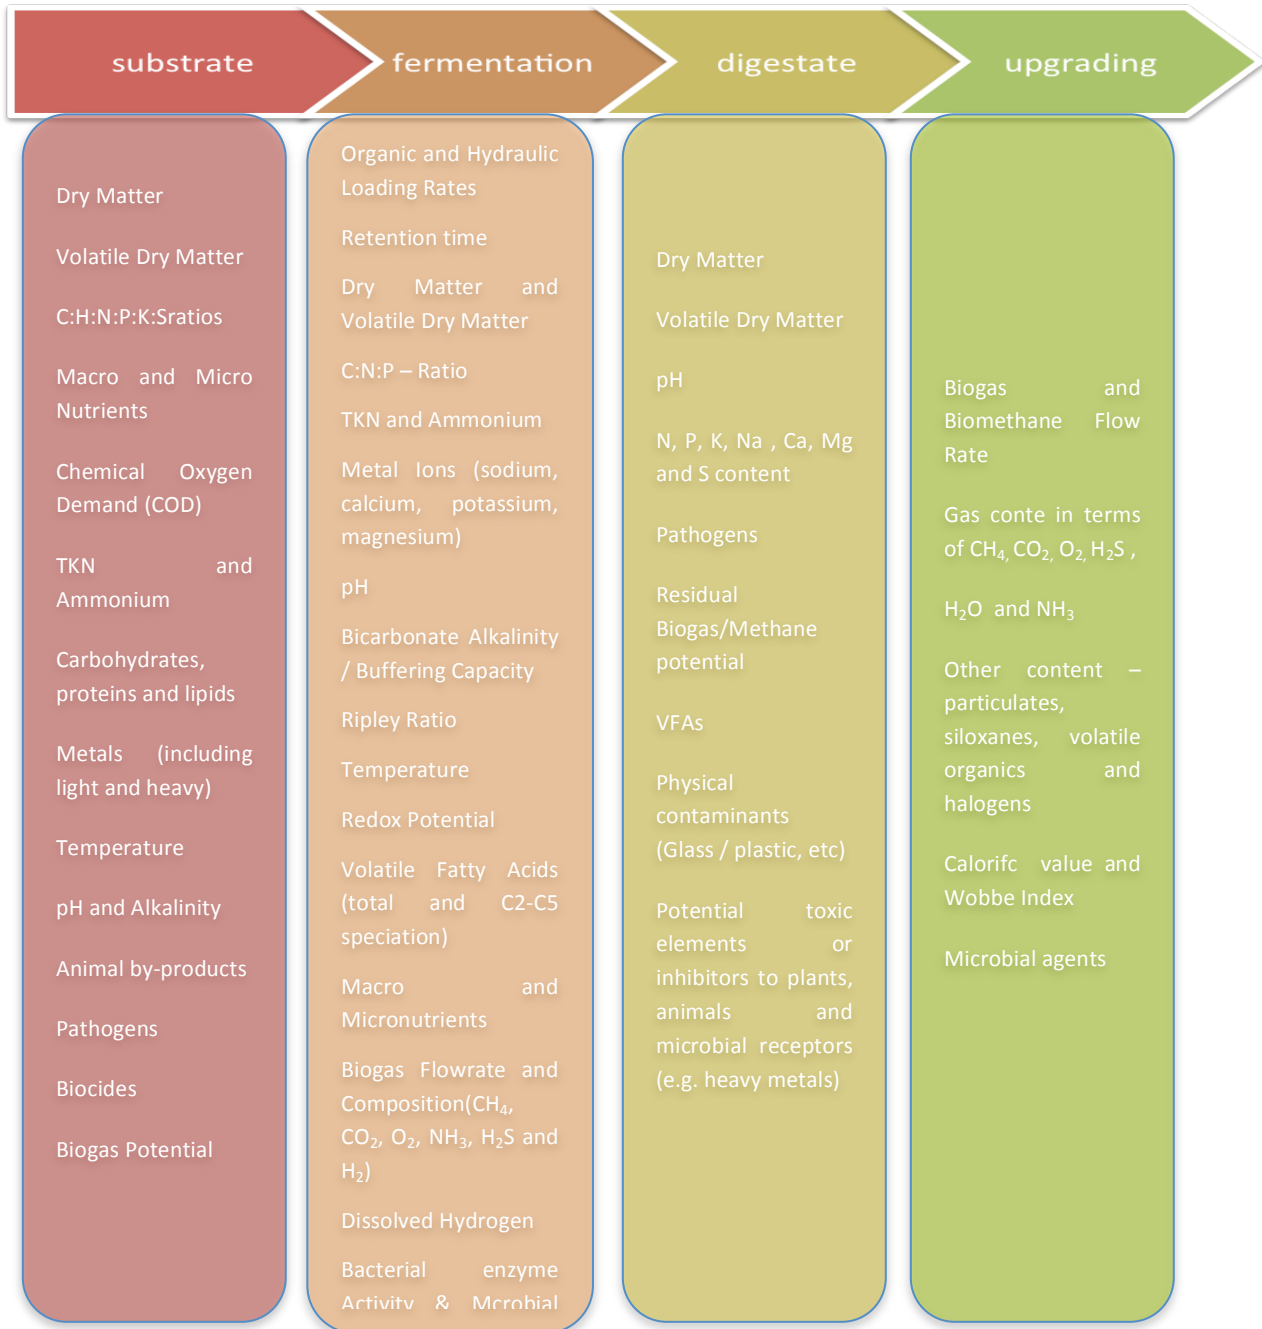 substrate
fermentation
digestate
upgrading
Dry Matter
Volatile Dry Matter
C:H:N:P:K:Sratios
Macro and Micro
Nutrients
Chemical Oxygen
Demand (COD)
TKN and
Ammonium
Carbohydrates,
proteins and lipids
Metals (including
light and heavy)
Temperature
pH and Alkalinity
Animal by-products
Pathogens
Biocides
Biogas Potential
Organic and Hydraulic
Loading Rates
Retention time
Dry Matter and
Volatile Dry Matter
C:N:P – Ratio
TKN and Ammonium
Metal Ions (sodium,
calcium, potassium,
magnesium)
pH
Bicarbonate Alkalinity
/ Buffering Capacity
Ripley Ratio
Temperature
Redox Potential
Volatile Fatty Acids
(total and C2-C5
speciation)
Macro and
Micronutrients
Biogas Flowrate and
Composition(CH₄,
CO₂, O₂, NH₃, H₂S and
H₂)
Dissolved Hydrogen
Bacterial enzyme
Activity & Mcrobial
Dry Matter
Volatile Dry Matter
pH
N, P, K, Na , Ca, Mg
and S content
Pathogens
Residual
Biogas/Methane
potential
VFAs
Physical
contaminants
(Glass / plastic, etc)
Potential toxic
elements or
inhibitors to plants,
animals and
microbial receptors
(e.g. heavy metals)
Biogas and
Biomethane Flow
Rate
Gas conte in terms
of CH₄, CO₂, O₂, H₂S ,
H₂O and NH₃
Other content –
particulates,
siloxanes, volatile
organics and
halogens
Calorifc value and
Wobbe Index
Microbial agents